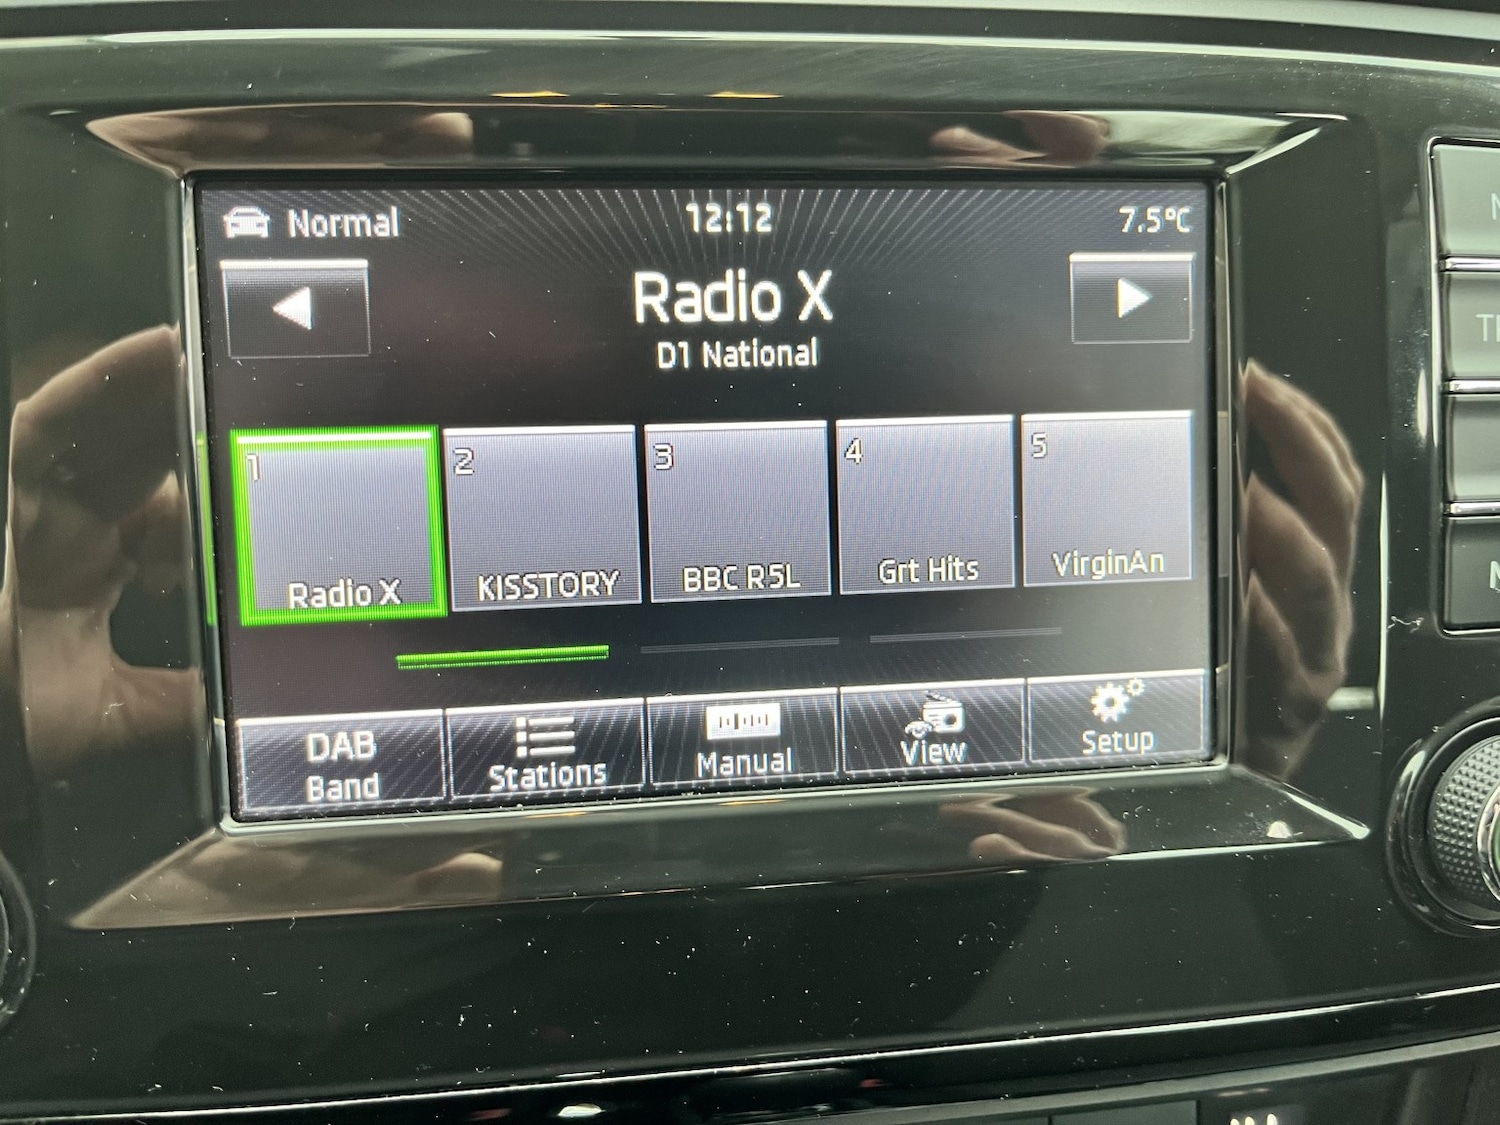 Normal
12:12
7.5°C
Radio X
D1 National
1
2
3
4
5
Radio X
KISSTORY
BBC R5L
Grt Hits
VirginAn
DAB
Band
Stations
Manual
View
Setup